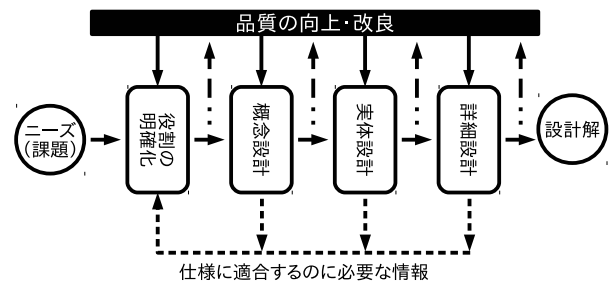 品質の向上・改良
ニーズ
(課題)
役割の
明確化
概念設計
実体設計
詳細設計
設計解
仕様に適合するのに必要な情報